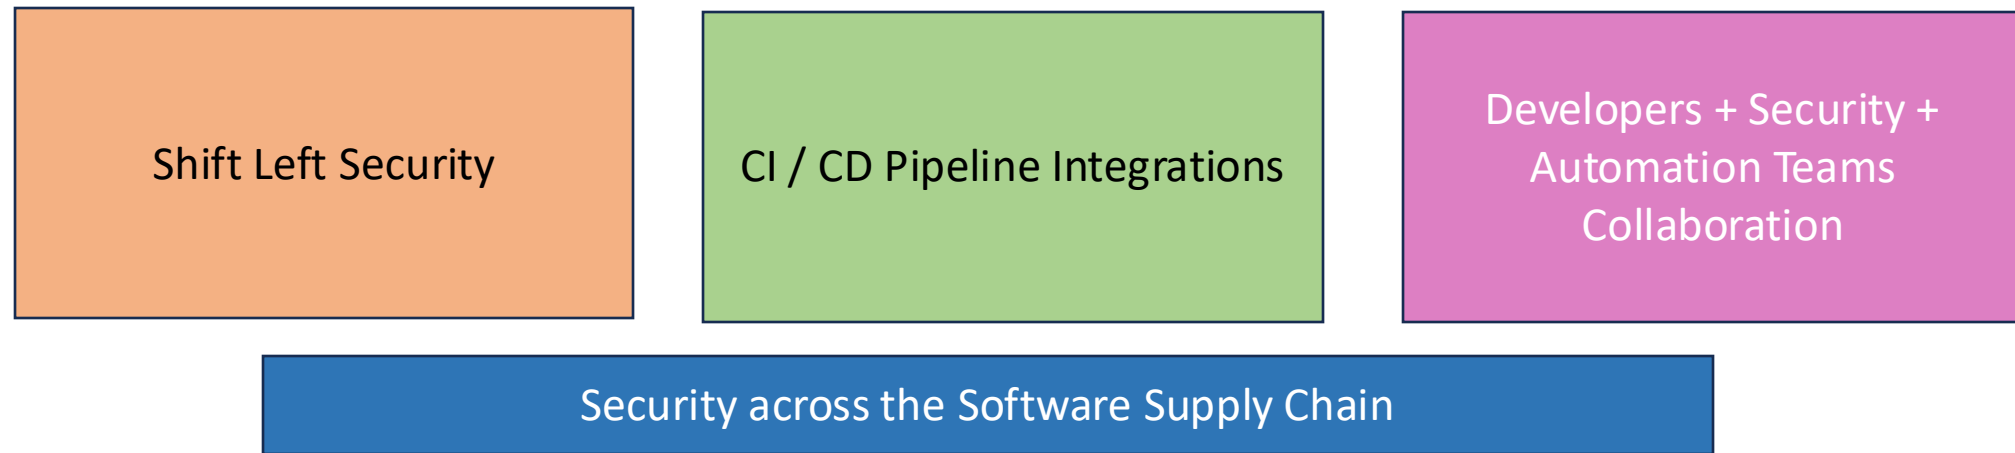 Shift Left Security
CI / CD Pipeline Integrations
Developers + Security +
Automation Teams
Collaboration
Security across the Software Supply Chain